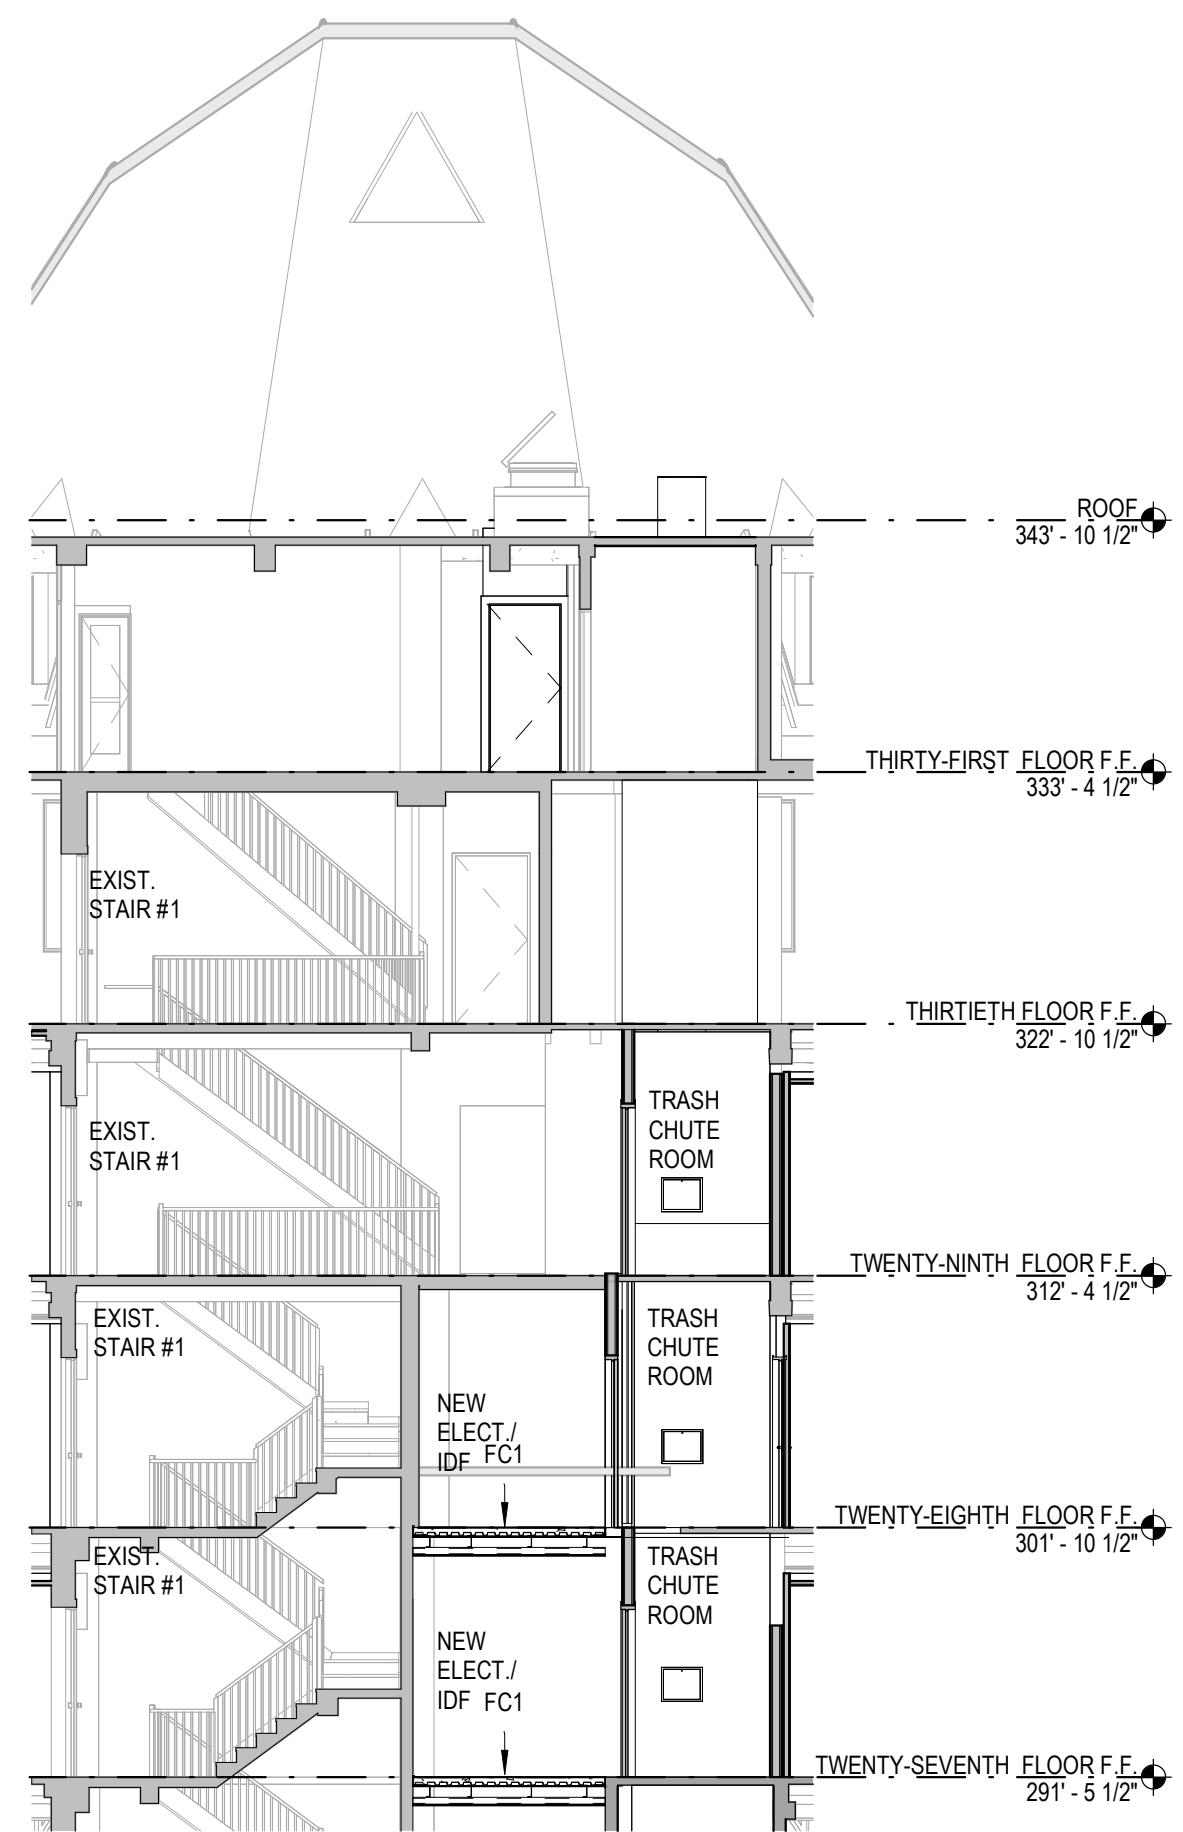 ROOF
343' - 10 1/2"
THIRTY-FIRST FLOOR F.F.
333' - 4 1/2"
EXIST.
STAIR #1
THIRTIETH FLOOR F.F.
322' - 10 1/2"
TRASH
CHUTE
ROOM
EXIST.
STAIR #1
TWENTY-NINTH FLOOR F.F.
312' - 4 1/2"
EXIST.
STAIR #1
TRASH
CHUTE
ROOM
NEW
ELECT./
IDF FC1
TWENTY-EIGHTH FLOOR F.F.
301' - 10 1/2"
EXIST.
STAIR #1
TRASH
CHUTE
ROOM
NEW
ELECT./
IDF FC1
TWENTY-SEVENTH FLOOR F.F.
291' - 5 1/2"